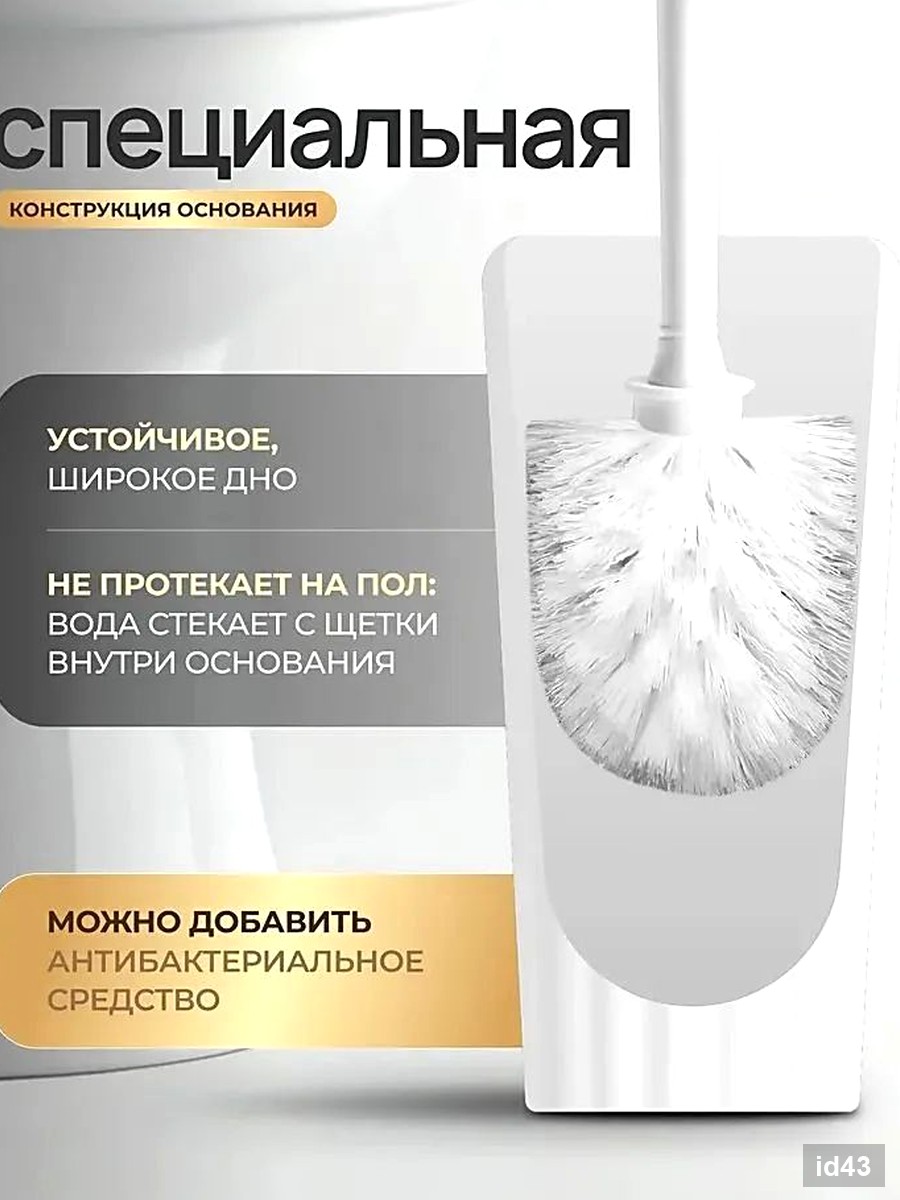 специальная
КОНСТРУКЦИЯ ОСНОВАНИЯ
УСТОЙЧИВОЕ,
ШИРОКОЕ ДНО
НЕ ПРОТЕКАЕТ НА ПОЛ:
ВОДА СТЕКАЕТ С ЩЕТКИ
ВНУТРИ ОСНОВАНИЯ
МОЖНО ДОБАВИТЬ
АНТИБАКТЕРИАЛЬНОЕ
СРЕДСТВО
id43